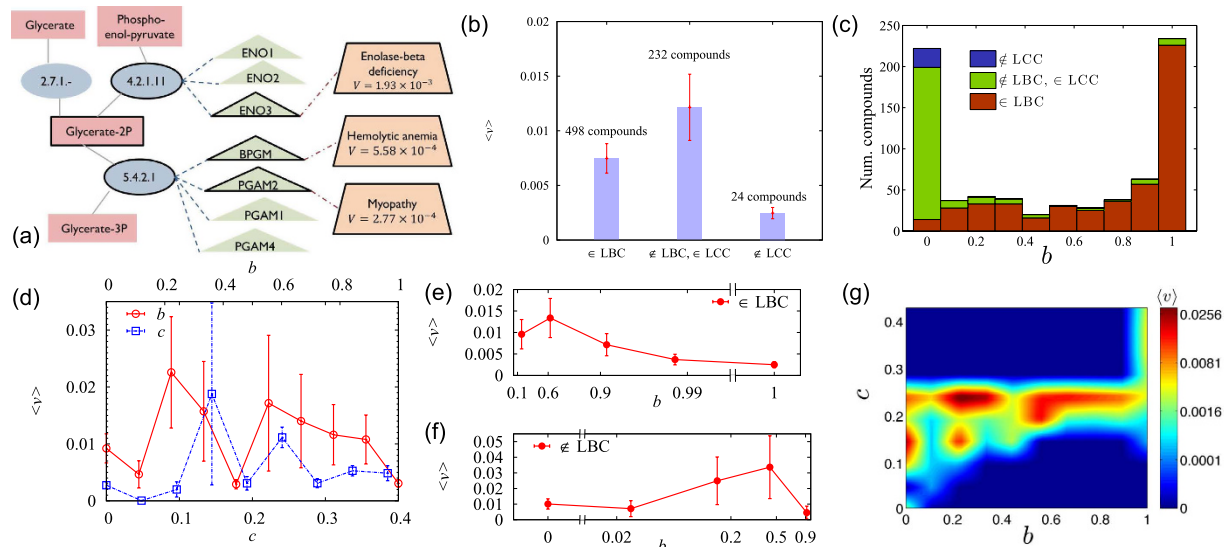 (a)
Glycerate
Phospho-
enol-pyruvate
2.7.1.-
4.2.1.11
Glycerate-2P
5.4.2.1
Glycerate-3P
ENO1
ENO2
ENO3
BPGM
PGAM2
PGAM1
PGAM4
Enolase-beta
deficiency
V = 1.93 × 10⁻³
Hemolytic anemia
V = 5.58 × 10⁻⁴
Myopathy
V = 2.77 × 10⁻⁴
(b)
<v>
0.02
0.015
0.01
0.005
0
498 compounds
232 compounds
24 compounds
∈ LBC
∉ LBC, ∈ LCC
∉ LCC
(c)
Num. compounds
250
200
150
100
50
0
∉ LCC
∉ LBC, ∈ LCC
∈ LBC
0 0.2 0.4 0.6 0.8 1
b
(d)
b
0 0.2 0.4 0.6 0.8 1
b
c
<v>
0.03
0.02
0.01
0
0 0.1 0.2 0.3 0.4
c
(e)
<v>
0.02
0.015
0.01
0.005
0
∈ LBC
0.1 0.6 0.9 0.99 1
b
(f)
<v>
0.05
0.04
0.03
0.02
0.01
0
∉ LBC
0 0.02 0.2 0.5 0.9
b
(g)
c
0.4
0.3
0.2
0.1
0
0 0.2 0.4 0.6 0.8 1
b
⟨v⟩
0.0256
0.0081
0.0016
0.0001
0